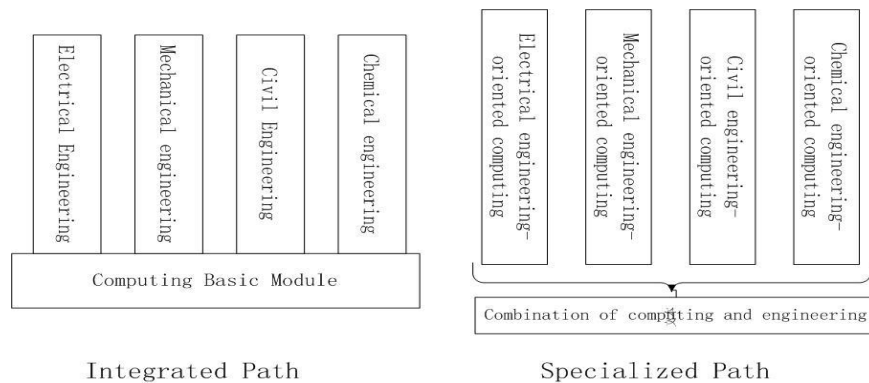 Electrical Engineering
Mechanical engineering
Civil Engineering
Chemical engineering
Computing Basic Module
Integrated Path
Electrical engineering-
oriented computing
Mechanical engineering-
oriented computing
Civil engineering-
oriented computing
Chemical engineering-
oriented computing
Combination of computing and engineering
Specialized Path